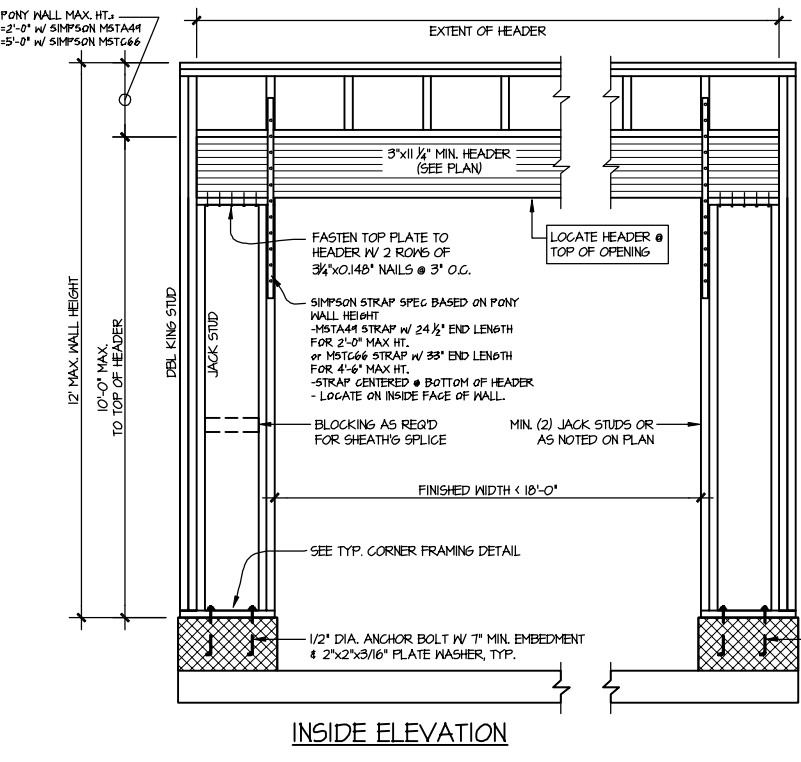 PONY WALL MAX. HT.:
=2'-0" W/ SIMPSON MSTA49
=5'-0" W/ SIMPSON MSTC66
EXTENT OF HEADER
3"x11 1/4" MIN. HEADER
(SEE PLAN)
FASTEN TOP PLATE TO
HEADER W/ 2 ROWS OF
3 1/4"x0.148" NAILS @ 3" O.C.
LOCATE HEADER @
TOP OF OPENING
SIMPSON STRAP SPEC BASED ON PONY
WALL HEIGHT
-MSTA49 STRAP W/ 24 1/2" END LENGTH
FOR 2'-0" MAX HT.
or MSTC66 STRAP W/ 33" END LENGTH
FOR 4'-6" MAX HT.
-STRAP CENTERED @ BOTTOM OF HEADER
- LOCATE ON INSIDE FACE OF WALL.
12' MAX. WALL HEIGHT
10'-0" MAX.
TO TOP OF HEADER
DBL KING STUD
JACK STUD
BLOCKING AS REQ'D
FOR SHEATH'G SPLICE
MIN. (2) JACK STUDS OR
AS NOTED ON PLAN
FINISHED WIDTH < 18'-0"
SEE TYP. CORNER FRAMING DETAIL
1/2" DIA. ANCHOR BOLT W/ 7" MIN. EMBEDMENT
& 2"x2"x3/16" PLATE WASHER, TYP.
INSIDE ELEVATION